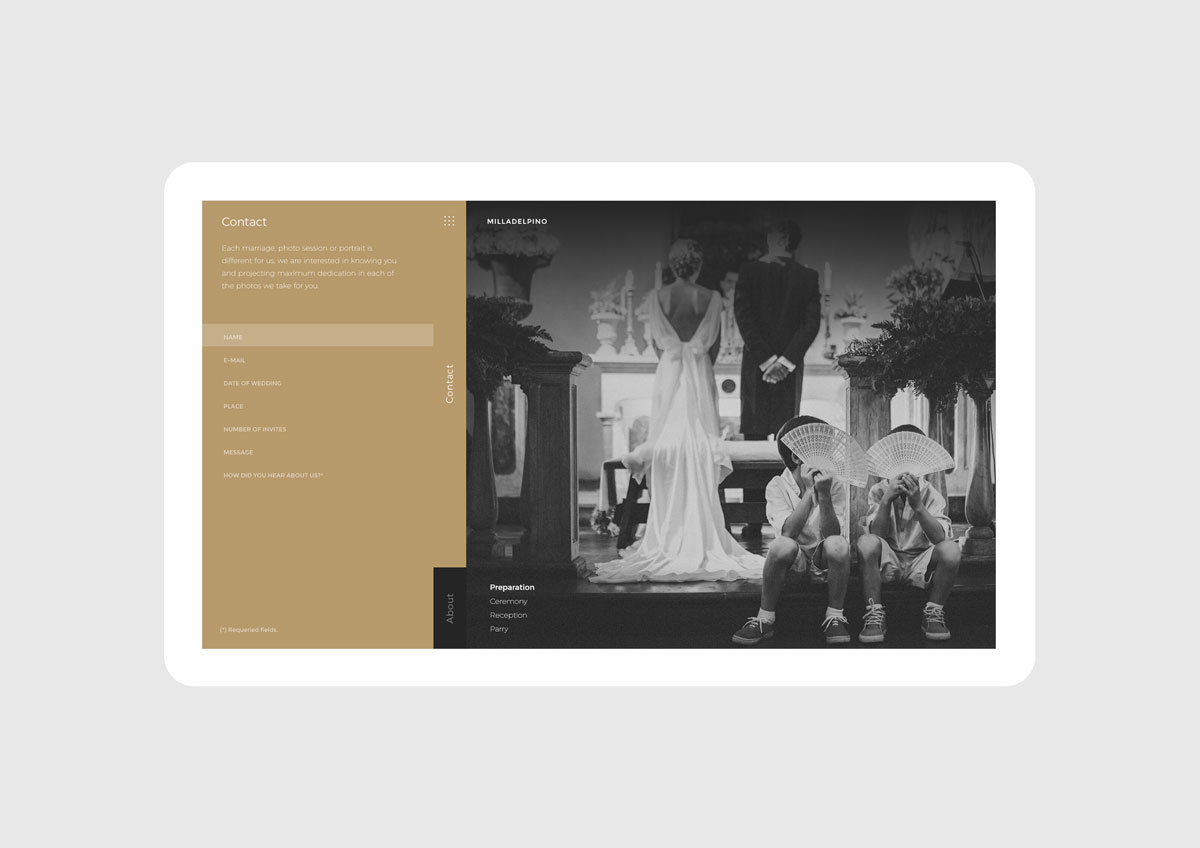 Contact
Each marriage, photo session or portrait is
different for us, we are interested in knowing you
and projecting maximum dedication in each of
the photos we take for you.
NAME
E-MAIL
DATE OF WEDDING
PLACE
NUMBER OF INVITES
MESSAGE
HOW DID YOU HEAR ABOUT US?*
(*) Requeried fields.
Contact
About
MILLADELPINO
Preparation
Ceremony
Reception
Parry